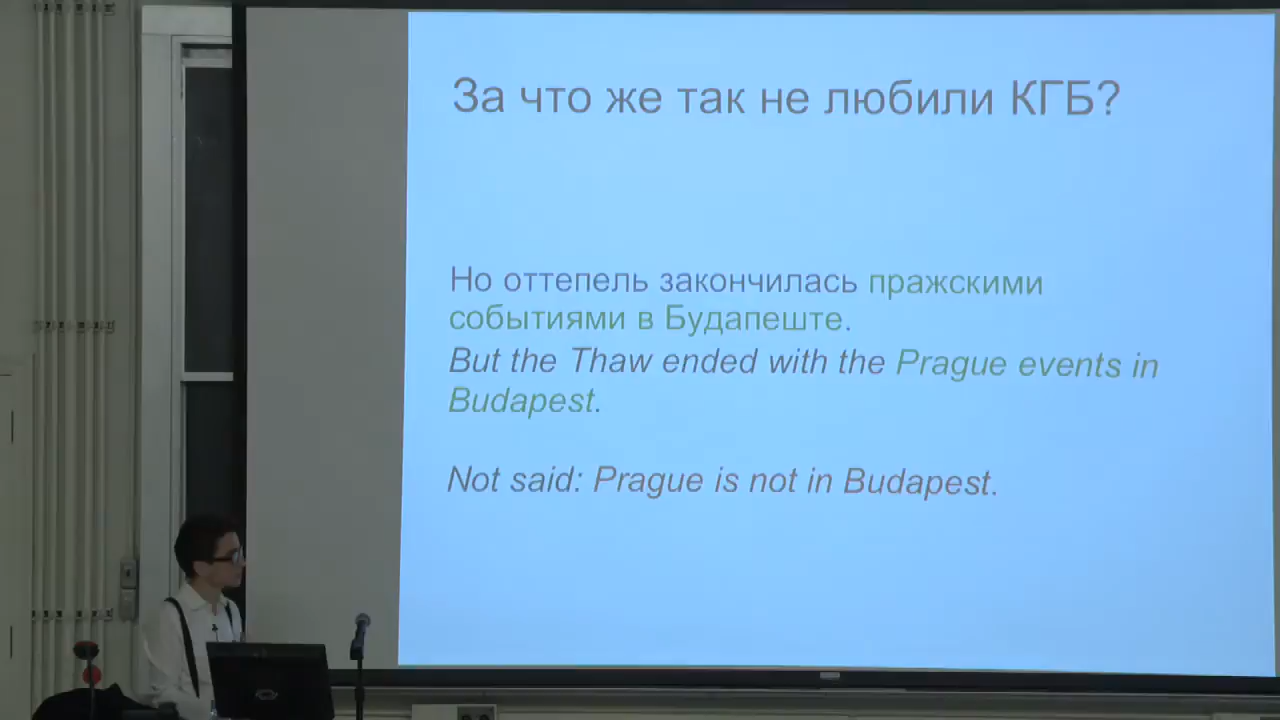 За что же так не любили КГБ?
Но оттепель закончилась пражскими
событиями в Будапеште.
But the Thaw ended with the Prague events in
Budapest.
Not said: Prague is not in Budapest.